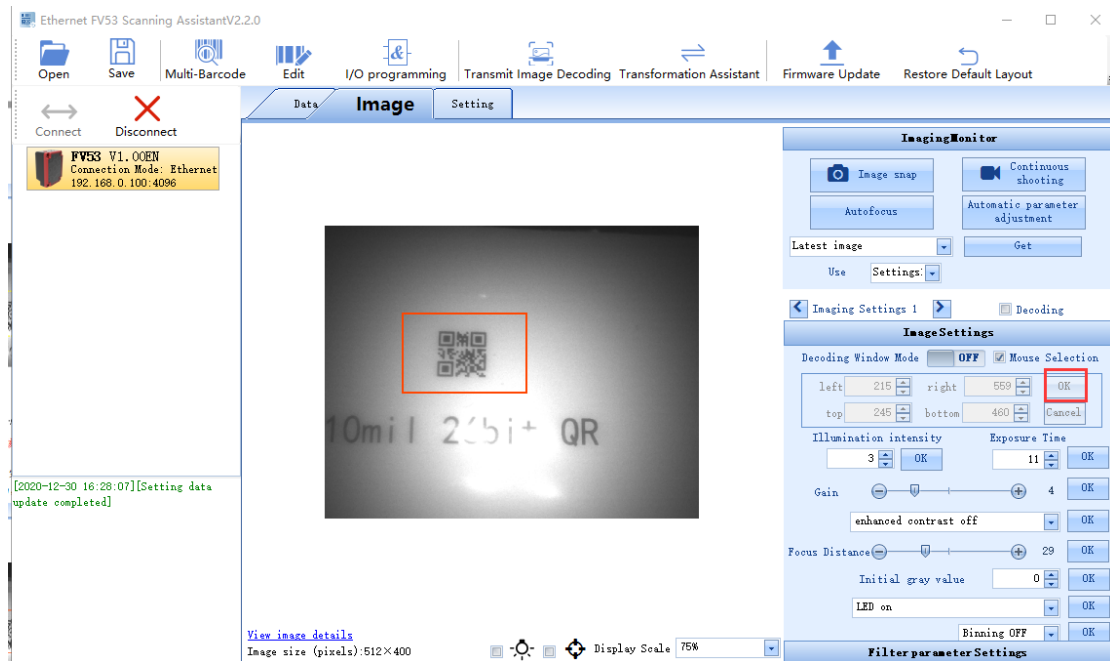 Ethernet FV53 Scanning AssistantV2.2.0
Open Save Multi-Barcode Edit I/O programming Transmit Image Decoding Transformation Assistant Firmware Update Restore Default Layout
Connect Disconnect
Data Image Setting
FV53 V1.00EN
Connection Mode: Ethernet
192.168.0.100:4096
[2020-12-30 16:28:07][Setting data
update completed]
10mil QR
View image details
Image size (pixels):512×400
Display Scale 75%
ImagingMonitor
Image snap
Continuous
shooting
Autofocus
Automatic parameter
adjustment
Latest image Get
Use Settings:
Imaging Settings 1 Decoding
ImageSettings
Decoding Window Mode OFF Mouse Selection
left 215 right 559 OK
top 245 bottom 460 Cancel
Illumination intensity Exposure Time
3 OK 11 OK
Gain 4 OK
enhanced contrast off OK
Focus Distance 29 OK
Initial gray value 0 OK
LED on OK
Binning OFF OK
FilterparameterSettings